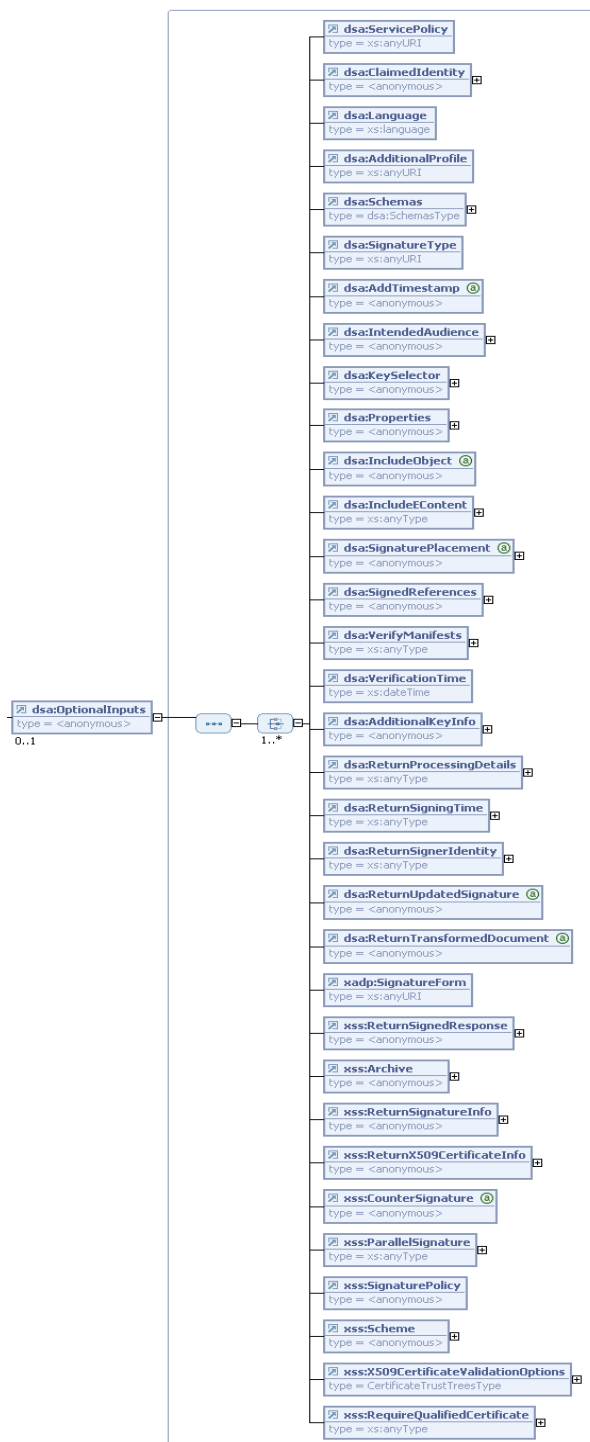 dsa:ServicePolicy
type = xs:anyURI
dsa:ClaimedIdentity
type = <anonymous>
dsa:Language
type = xs:language
dsa:AdditionalProfile
type = xs:anyURI
dsa:Schemas
type = dsa:SchemasType
dsa:SignatureType
type = xs:anyURI
dsa:AddTimestamp a
type = <anonymous>
dsa:IntendedAudience
type = <anonymous>
dsa:KeySelector
type = <anonymous>
dsa:Properties
type = <anonymous>
dsa:IncludeObject a
type = <anonymous>
dsa:IncludeEContent
type = xs:anyType
dsa:SignaturePlacement a
type = <anonymous>
dsa:SignedReferences
type = <anonymous>
dsa:VerifyManifests
type = xs:anyType
dsa:VerificationTime
type = xs:dateTime
dsa:OptionalInputs
type = <anonymous>
0..1
1..*
dsa:AdditionalKeyInfo
type = <anonymous>
dsa:ReturnProcessingDetails
type = xs:anyType
dsa:ReturnSigningTime
type = xs:anyType
dsa:ReturnSignerIdentity
type = xs:anyType
dsa:ReturnUpdatedSignature a
type = <anonymous>
dsa:ReturnTransformedDocument a
type = <anonymous>
xadp:SignatureForm
type = xs:anyURI
xss:ReturnSignedResponse
type = <anonymous>
xss:Archive
type = <anonymous>
xss:ReturnSignatureInfo
type = <anonymous>
xss:ReturnX509CertificateInfo
type = <anonymous>
xss:CounterSignature a
type = <anonymous>
xss:ParallelSignature
type = xs:anyType
xss:SignaturePolicy
type = <anonymous>
xss:Scheme
type = <anonymous>
xss:X509CertificateValidationOptions
type = CertificateTrustTreesType
xss:RequireQualifiedCertificate
type = xs:anyType